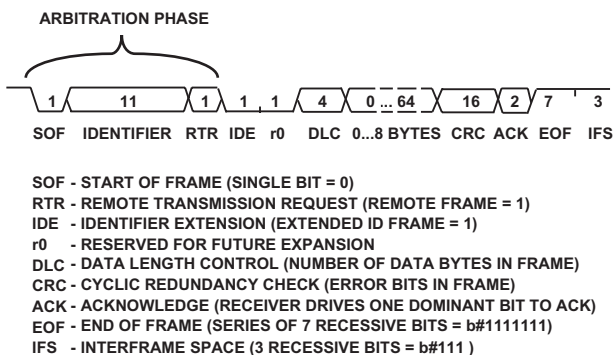 ARBITRATION PHASE
1 11 1 1 1 4 0 ... 64 16 2 7 3
SOF IDENTIFIER RTR IDE r0 DLC 0...8 BYTES CRC ACK EOF IFS
SOF - START OF FRAME (SINGLE BIT = 0)
RTR - REMOTE TRANSMISSION REQUEST (REMOTE FRAME = 1)
IDE - IDENTIFIER EXTENSION (EXTENDED ID FRAME = 1)
r0 - RESERVED FOR FUTURE EXPANSION
DLC - DATA LENGTH CONTROL (NUMBER OF DATA BYTES IN FRAME)
CRC - CYCLIC REDUNDANCY CHECK (ERROR BITS IN FRAME)
ACK - ACKNOWLEDGE (RECEIVER DRIVES ONE DOMINANT BIT TO ACK)
EOF - END OF FRAME (SERIES OF 7 RECESSIVE BITS = b#1111111)
IFS - INTERFRAME SPACE (3 RECESSIVE BITS = b#111 )